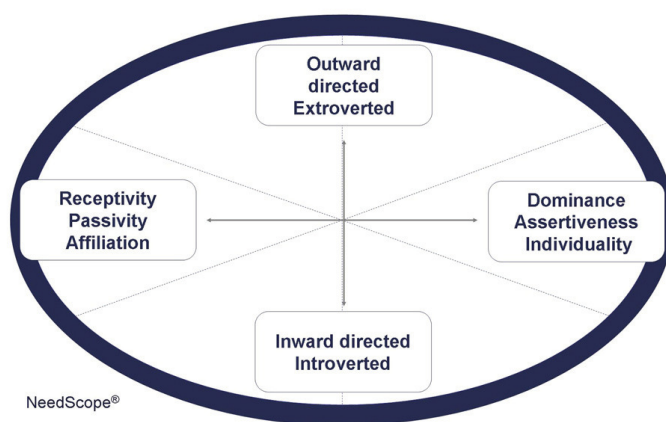 Outward
directed
Extroverted
Receptivity
Passivity
Affiliation
Dominance
Assertiveness
Individuality
Inward directed
Introverted
NeedScope®